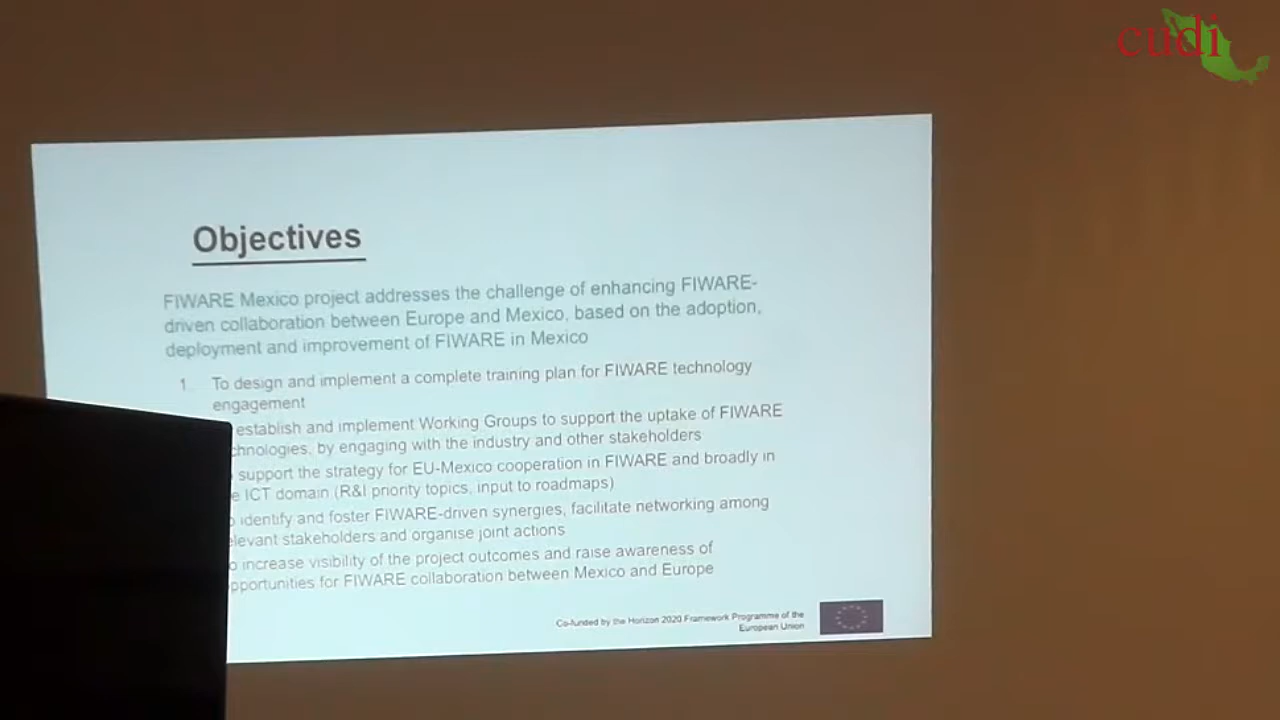 cudi
Objectives
FIWARE Mexico project addresses the challenge of enhancing FIWARE-
driven collaboration between Europe and Mexico, based on the adoption,
deployment and improvement of FIWARE in Mexico
1. To design and implement a complete training plan for FIWARE technology
engagement
establish and implement Working Groups to support the uptake of FIWARE
chnologies, by engaging with the industry and other stakeholders
support the strategy for EU-Mexico cooperation in FIWARE and broadly in
e ICT domain (R&I priority topics, input to roadmaps)
o identify and foster FIWARE-driven synergies, facilitate networking among
elevant stakeholders and organise joint actions
o increase visibility of the project outcomes and raise awareness of
pportunities for FIWARE collaboration between Mexico and Europe
Co-funded by the Horizon 2020 Framework Programme of the
European Union